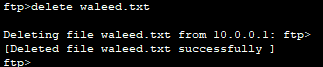 ftp>delete waleed.txt
Deleting file waleed.txt from 10.0.0.1: ftp>
[Deleted file waleed.txt successfully ]
ftp>